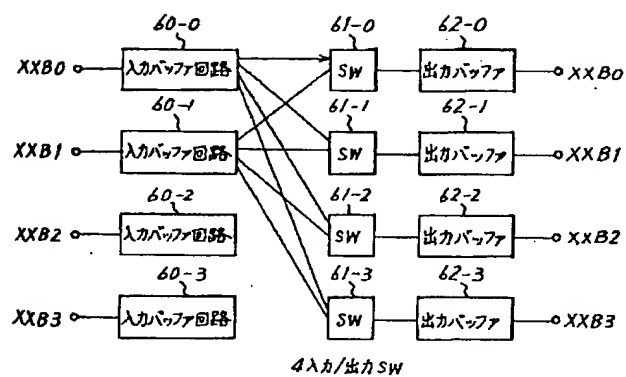 60-0 61-0 62-0
XXB0 入力バッファ回路 SW 出力バッファ XXB0
60-1 61-1 62-1
XXB1 入力バッファ回路 SW 出力バッファ XXB1
60-2 61-2 62-2
XXB2 入力バッファ回路 SW 出力バッファ XXB2
60-3 61-3 62-3
XXB3 入力バッファ回路 SW 出力バッファ XXB3
4入力/出力SW